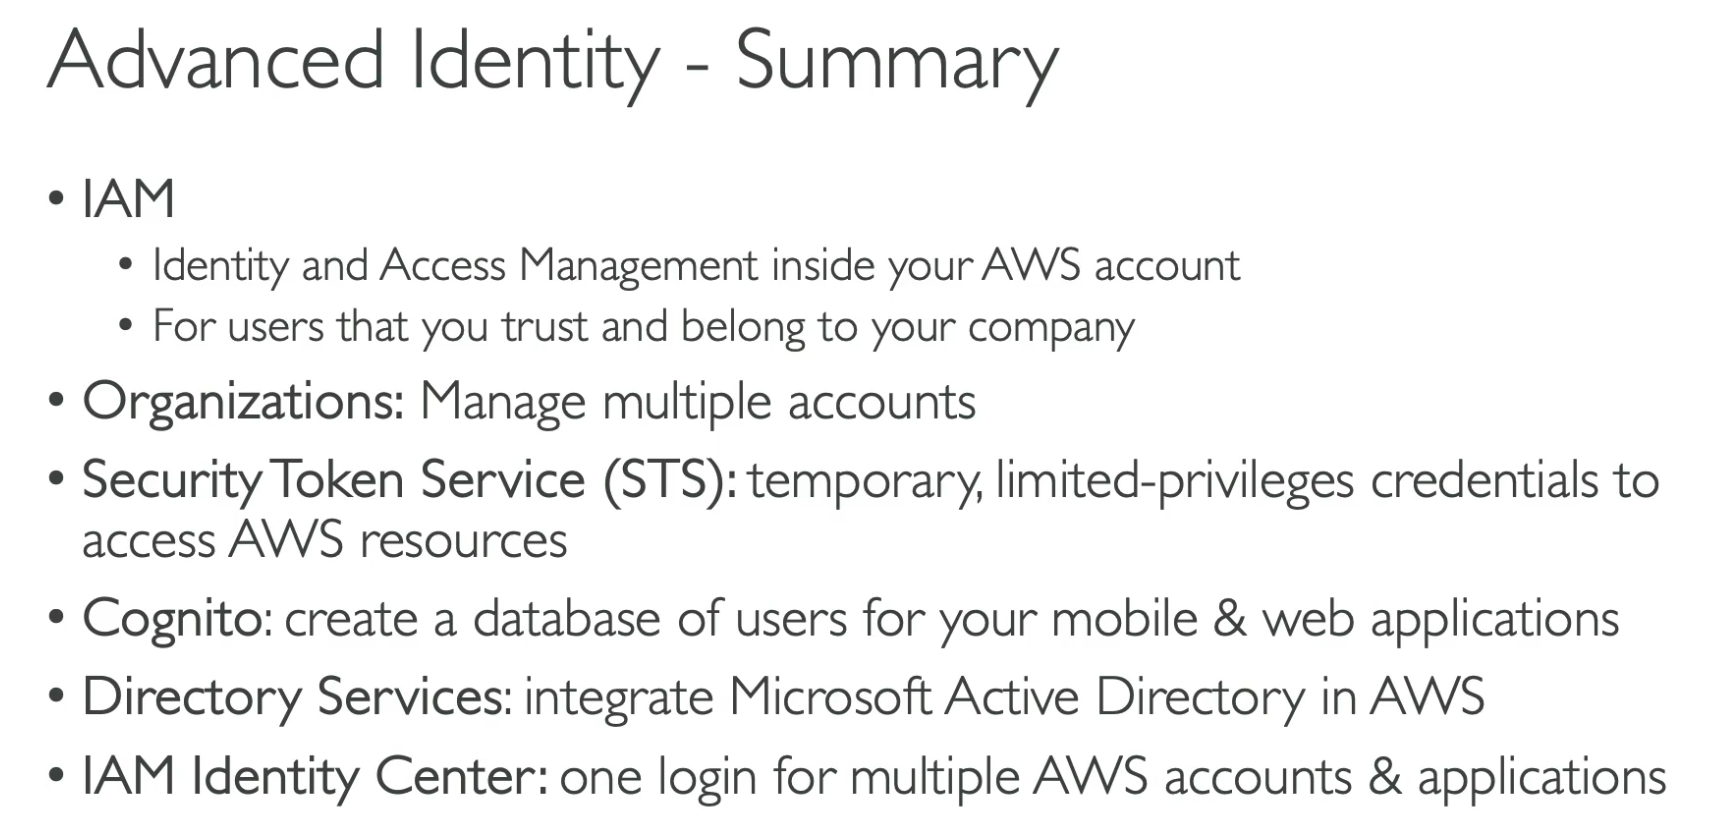 Advanced Identity - Summary
• IAM
• Identity and Access Management inside your AWS account
• For users that you trust and belong to your company
• Organizations: Manage multiple accounts
• Security Token Service (STS): temporary, limited-privileges credentials to
access AWS resources
• Cognito: create a database of users for your mobile & web applications
• Directory Services: integrate Microsoft Active Directory in AWS
• IAM Identity Center: one login for multiple AWS accounts & applications